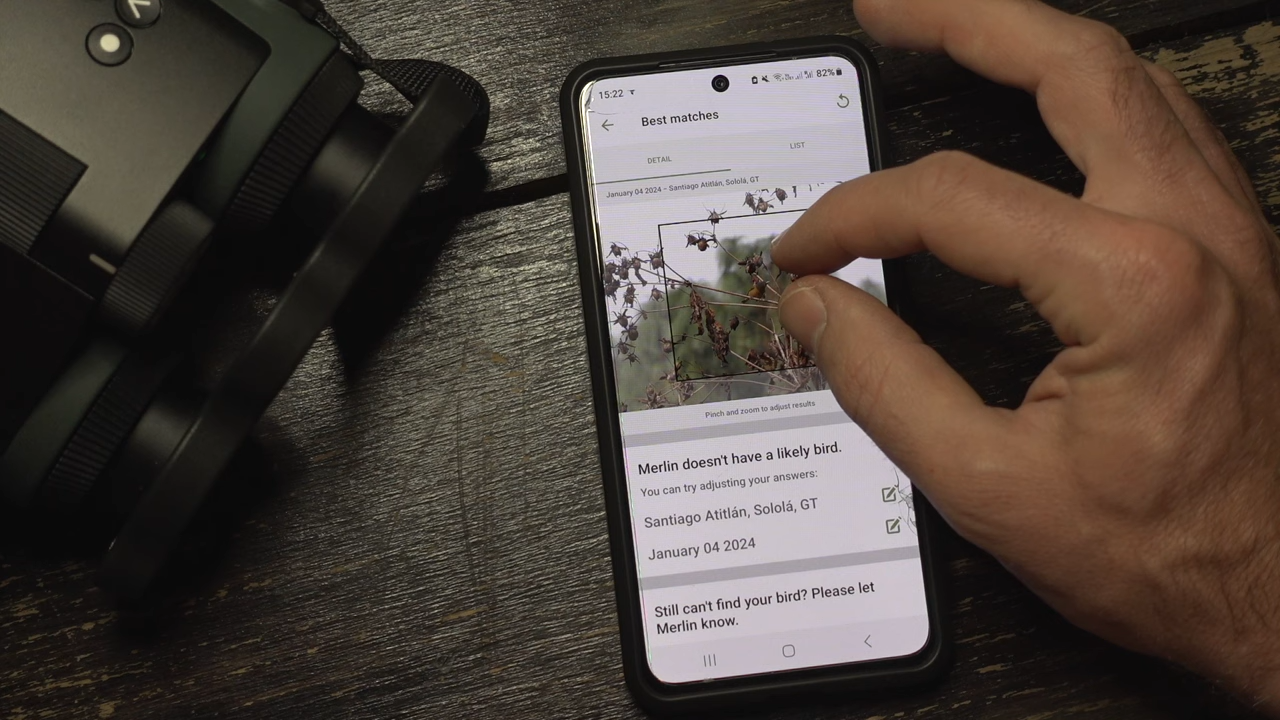 15:22
82%
Best matches
DETAIL
LIST
January 04 2024 – Santiago Atitlán, Sololá, GT
Pinch and zoom to adjust results
Merlin doesn't have a likely bird.
You can try adjusting your answers:
Santiago Atitlán, Sololá, GT
January 04 2024
Still can't find your bird? Please let
Merlin know.